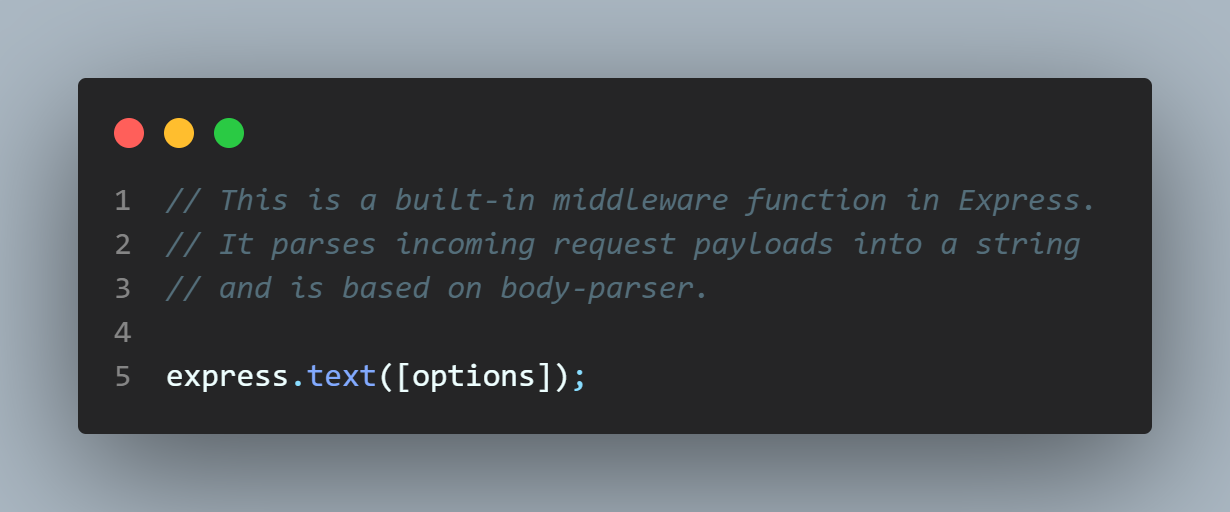 1 // This is a built-in middleware function in Express.
2 // It parses incoming request payloads into a string
3 // and is based on body-parser.
4
5 express.text([options]);